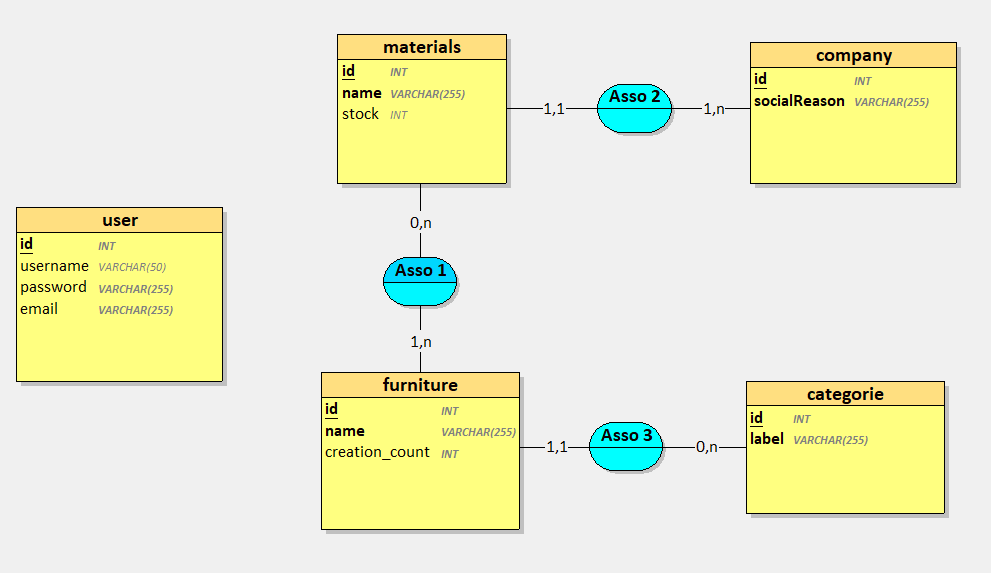 materials
id INT
name VARCHAR(255)
stock INT
1,1
Asso 2
1,n
company
id INT
socialReason VARCHAR(255)
user
id INT
username VARCHAR(50)
password VARCHAR(255)
email VARCHAR(255)
0,n
Asso 1
1,n
furniture
id INT
name VARCHAR(255)
creation_count INT
1,1
Asso 3
0,n
categorie
id INT
label VARCHAR(255)